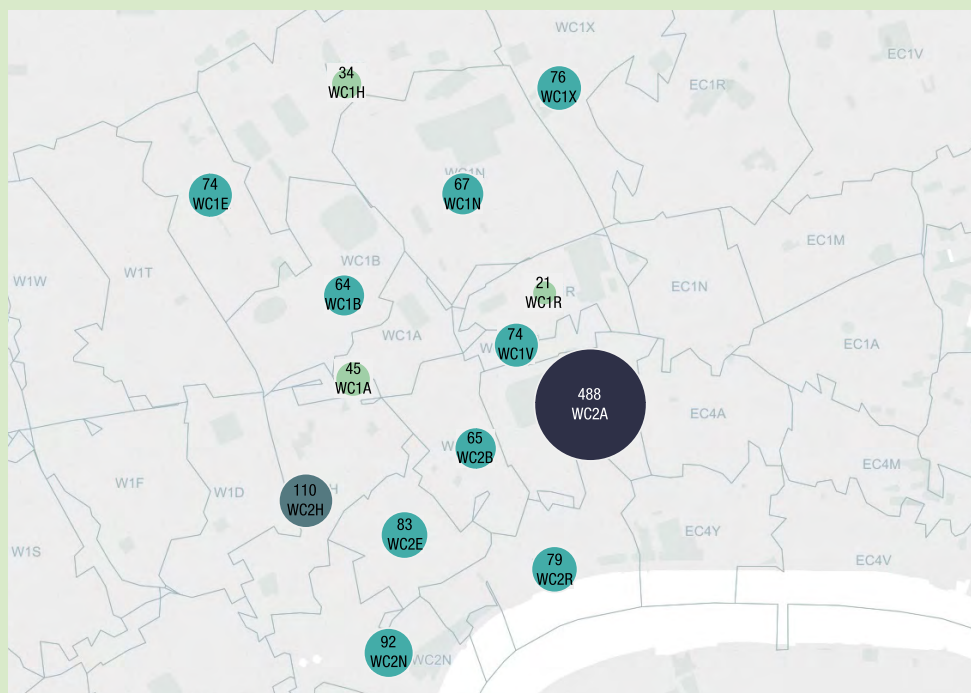 WC1X
EC1V
34
WC1H
76
WC1X
EC1R
74
WC1E
WC1N
67
WC1N
EC1M
W1W
W1T
WC1B
EC1N
64
WC1B
21
WC1R
R
WC1A
W
74
WC1V
EC1A
45
WC1A
488
WC2A
EC4A
W
65
WC2B
EC4M
W1F
W1D
H
110
WC2H
83
WC2E
EC4Y
W1S
79
WC2R
EC4V
92
WC2N
WC2N